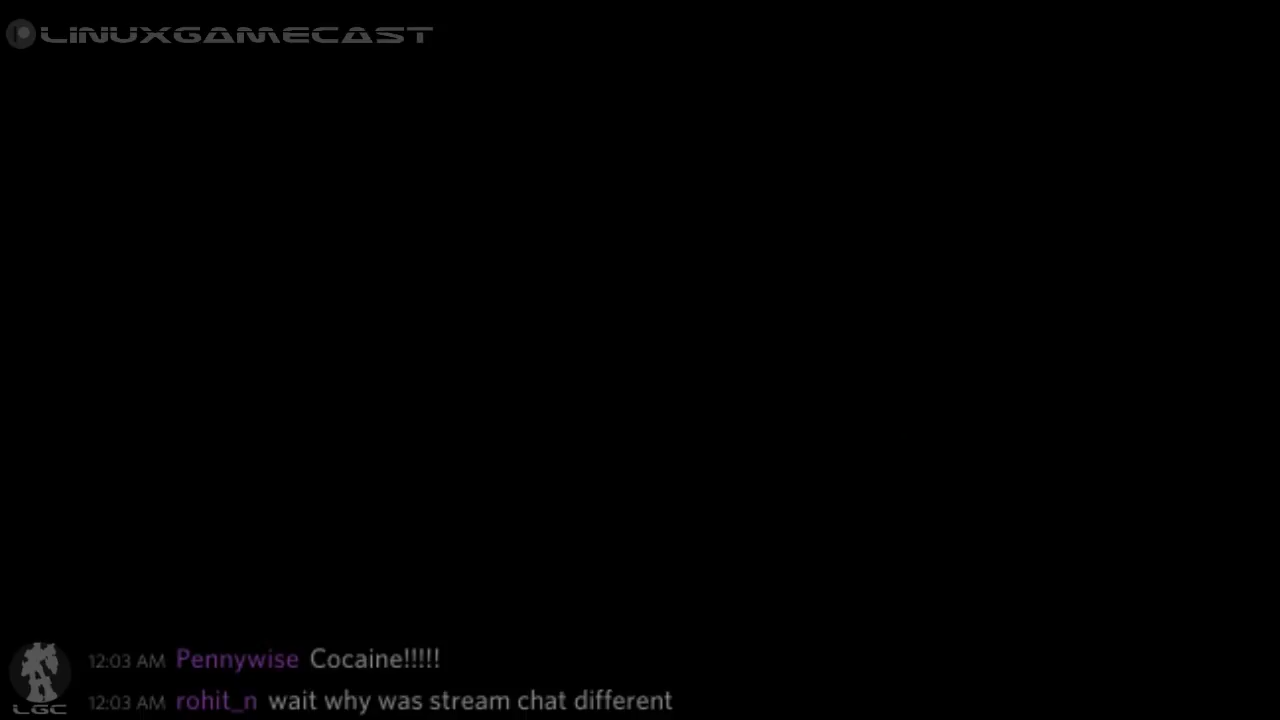 LINUXGAMECAST
12:03 AM Pennywise Cocaine!!!!!
12:03 AM rohit_n wait why was stream chat different
LGC